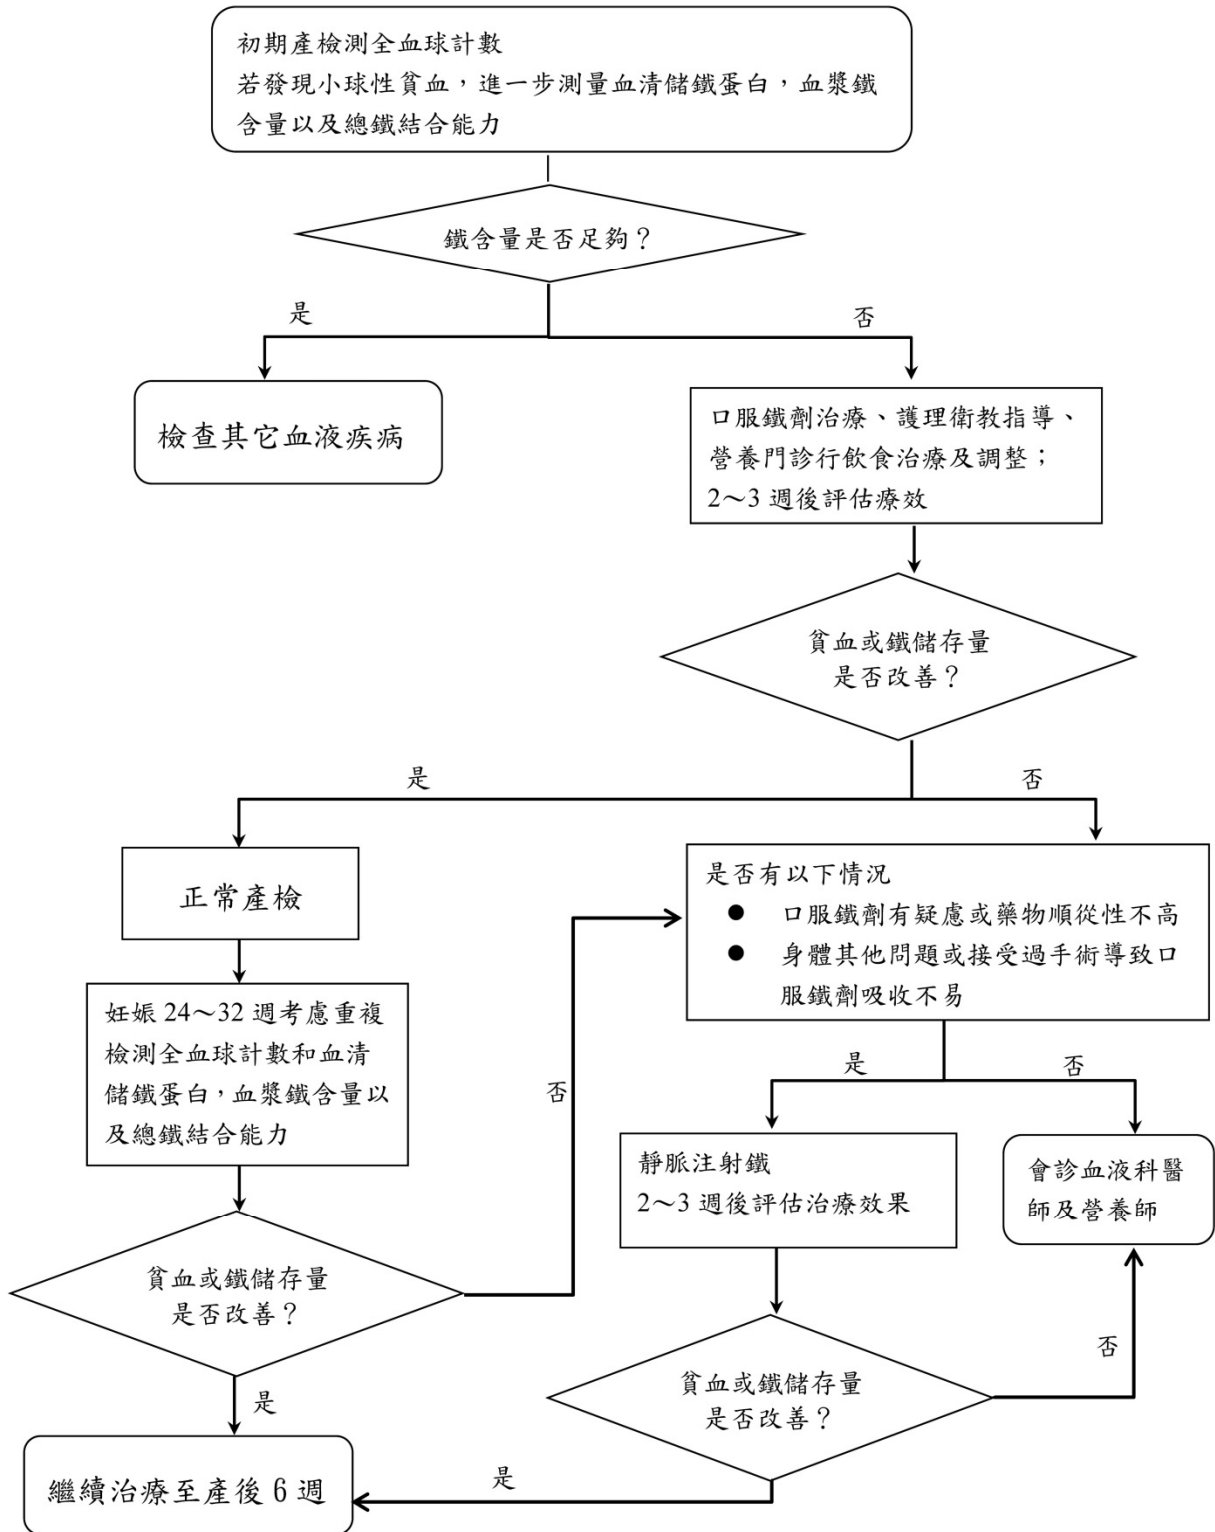 初期產檢測全血球計數
若發現小球性貧血，進一步測量血清儲鐵蛋白，血漿鐵
含量以及總鐵結合能力
鐵含量是否足夠？
是
否
檢查其它血液疾病
口服鐵劑治療、護理衛教指導、
營養門診行飲食治療及調整；
2～3 週後評估療效
貧血或鐵儲存量
是否改善？
是
否
正常產檢
是否有以下情況
● 口服鐵劑有疑慮或藥物順從性不高
● 身體其他問題或接受過手術導致口
服鐵劑吸收不易
妊娠 24～32 週考慮重複
檢測全血球計數和血清
儲鐵蛋白，血漿鐵含量以
及總鐵結合能力
否
是
否
靜脈注射鐵
2～3 週後評估治療效果
會診血液科醫
師及營養師
貧血或鐵儲存量
是否改善？
否
貧血或鐵儲存量
是否改善？
是
是
繼續治療至產後 6 週